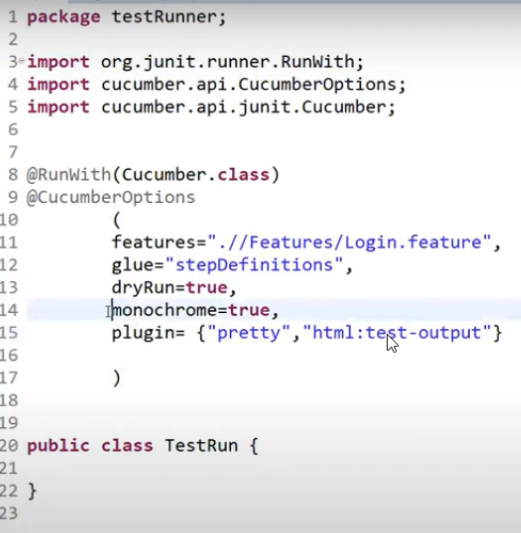 1 package testRunner;
2
3 import org.junit.runner.RunWith;
4 import cucumber.api.CucumberOptions;
5 import cucumber.api.junit.Cucumber;
6
7
8 @RunWith(Cucumber.class)
9 @CucumberOptions
10 (
11 features=".//Features/Login.feature",
12 glue="stepDefinitions",
13 dryRun=true,
14 monochrome=true,
15 plugin= {"pretty","html:test-output"}
16
17 )
18
19
20 public class TestRun {
21
22 }
23